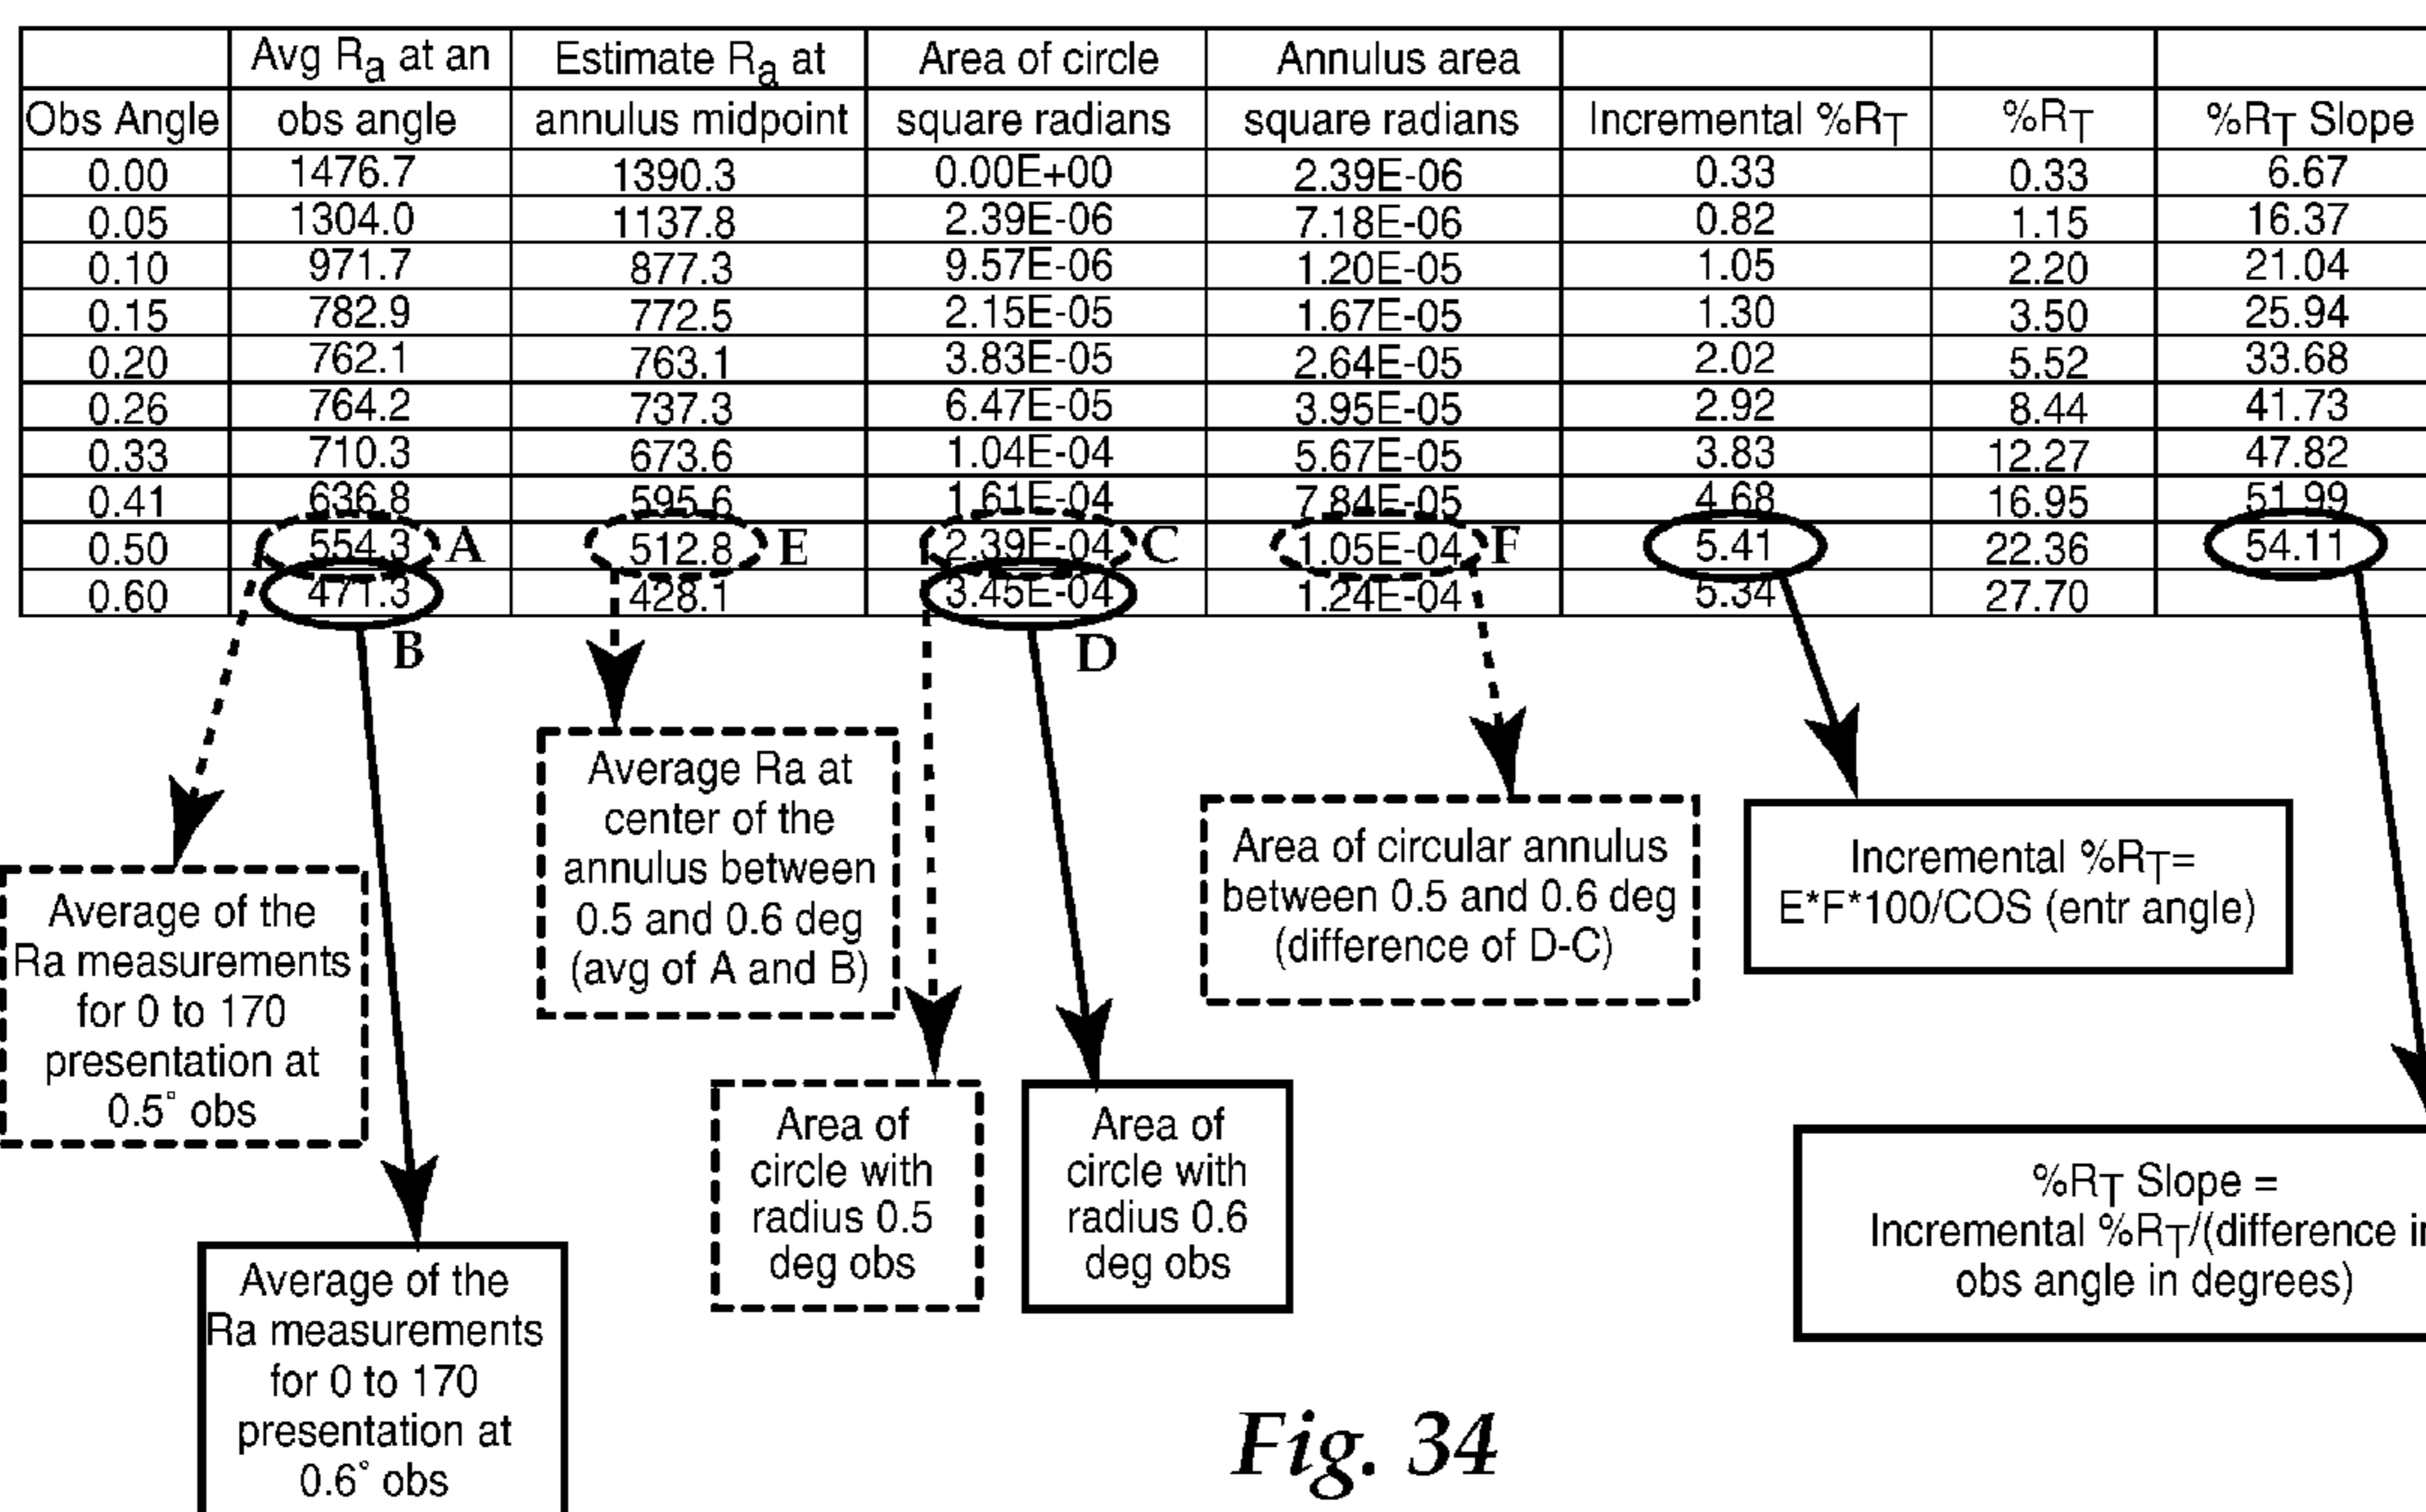 Avg Ra at an Estimate Ra at Area of circle Annulus area
Obs Angle obs angle annulus midpoint square radians square radians Incremental %RT %RT %RT Slope
0.00 1476.7 1390.3 0.00E+00 2.39E-06 0.33 0.33 6.67
0.05 1304.0 1137.8 2.39E-06 7.18E-06 0.82 1.15 16.37
0.10 971.7 877.3 9.57E-06 1.20E-05 1.05 2.20 21.04
0.15 782.9 772.5 2.15E-05 1.67E-05 1.30 3.50 25.94
0.20 762.1 763.1 3.83E-05 2.64E-05 2.02 5.52 33.68
0.26 764.2 737.3 6.47E-05 3.95E-05 2.92 8.44 41.73
0.33 710.3 673.6 1.04E-04 5.67E-05 3.83 12.27 47.82
0.41 636.8 595.6 1.61E-04 7.84E-05 4.68 16.95 51.99
0.50 554.3 A 512.8 E 2.39E-04 C 1.05E-04 F 5.41 22.36 54.11
0.60 471.3 428.1 3.45E-04 1.24E-04 5.34 27.70
B
D
Average of the
Ra measurements
for 0 to 170
presentation at
0.5° obs
Average of the
Ra measurements
for 0 to 170
presentation at
0.6° obs
Average Ra at
center of the
annulus between
0.5 and 0.6 deg
(avg of A and B)
Area of
circle with
radius 0.5
deg obs
Area of
circle with
radius 0.6
deg obs
Area of circular annulus
between 0.5 and 0.6 deg
(difference of D-C)
Incremental %RT=
E*F*100/COS (entr angle)
%RT Slope =
Incremental %RT/(difference in
obs angle in degrees)
Fig. 34